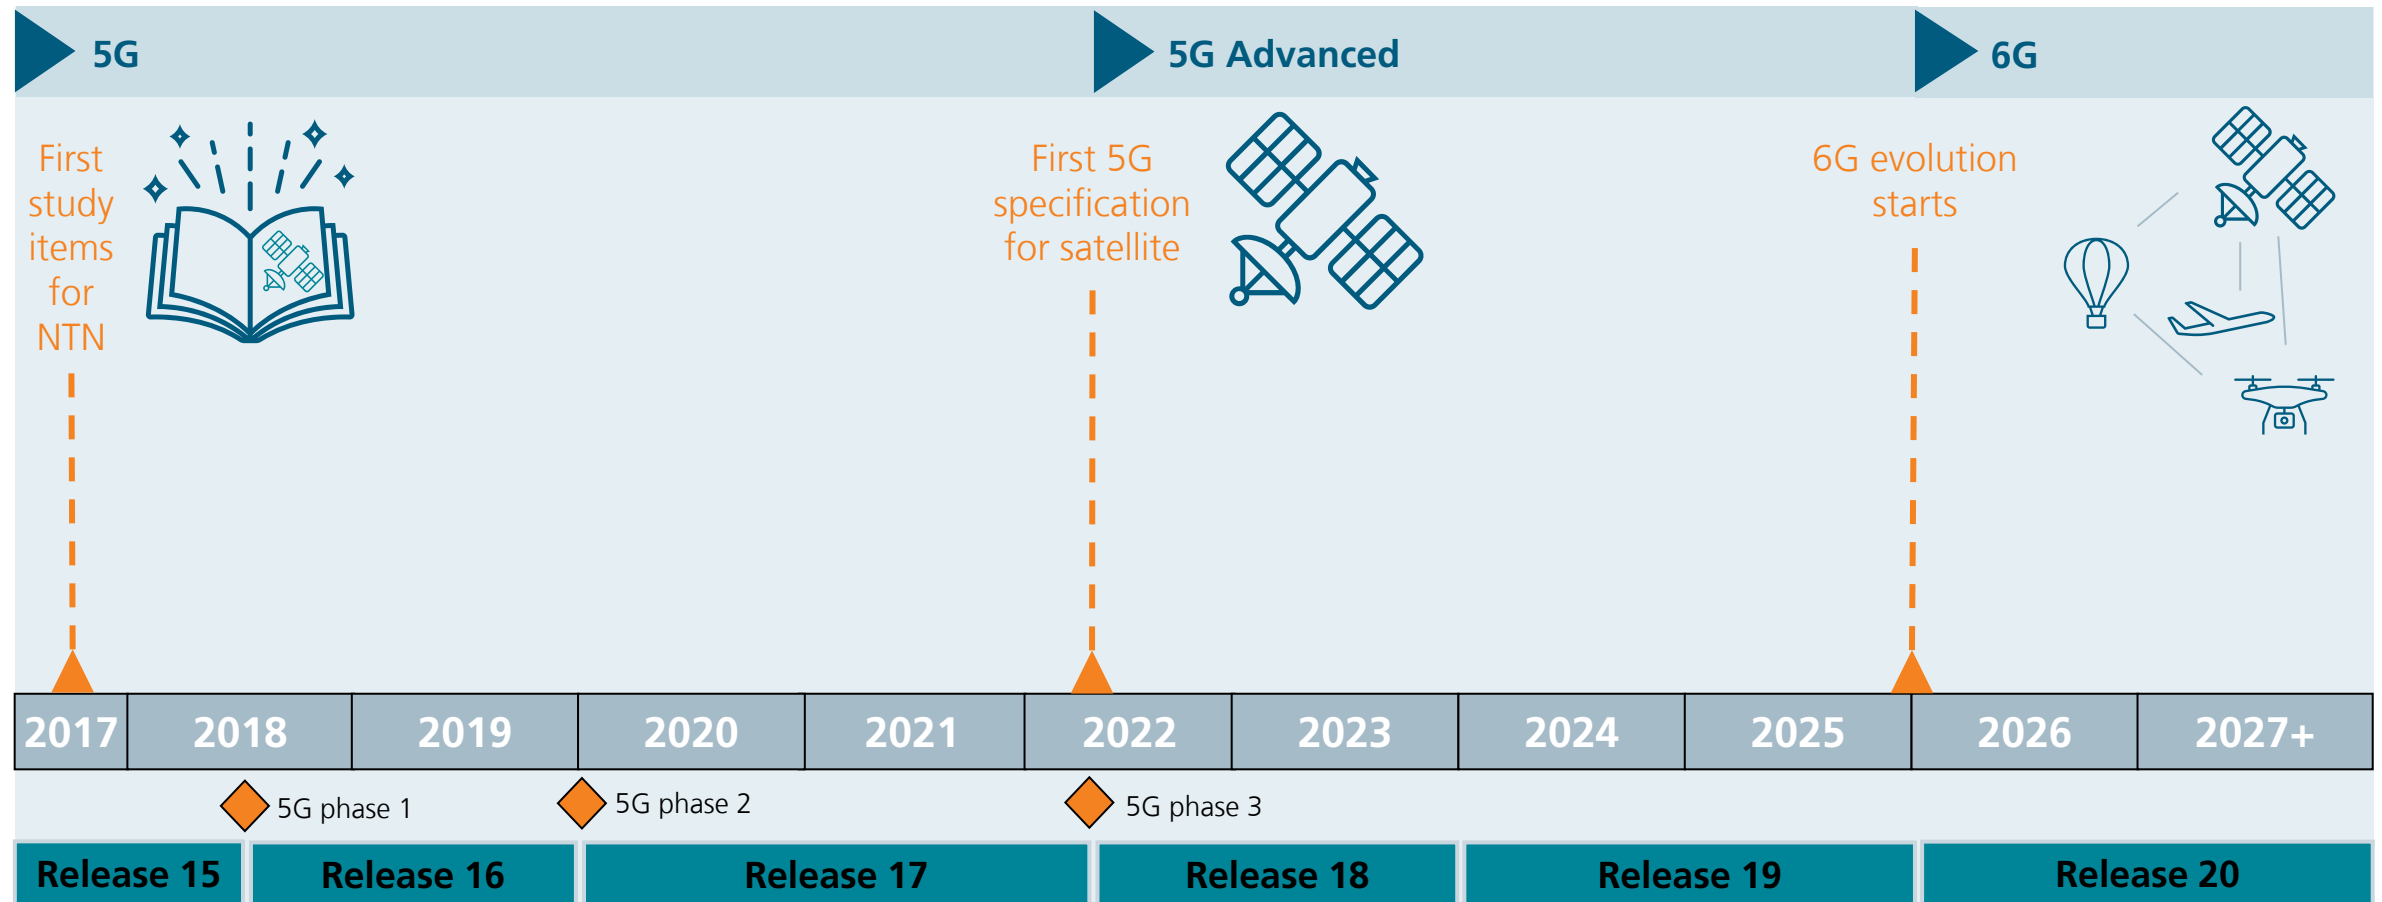 5G
5G Advanced
6G
First
study
items
for
NTN
First 5G
specification
for satellite
6G evolution
starts
2017 2018 2019 2020 2021 2022 2023 2024 2025 2026 2027+
5G phase 1
5G phase 2
5G phase 3
Release 15 Release 16 Release 17 Release 18 Release 19 Release 20